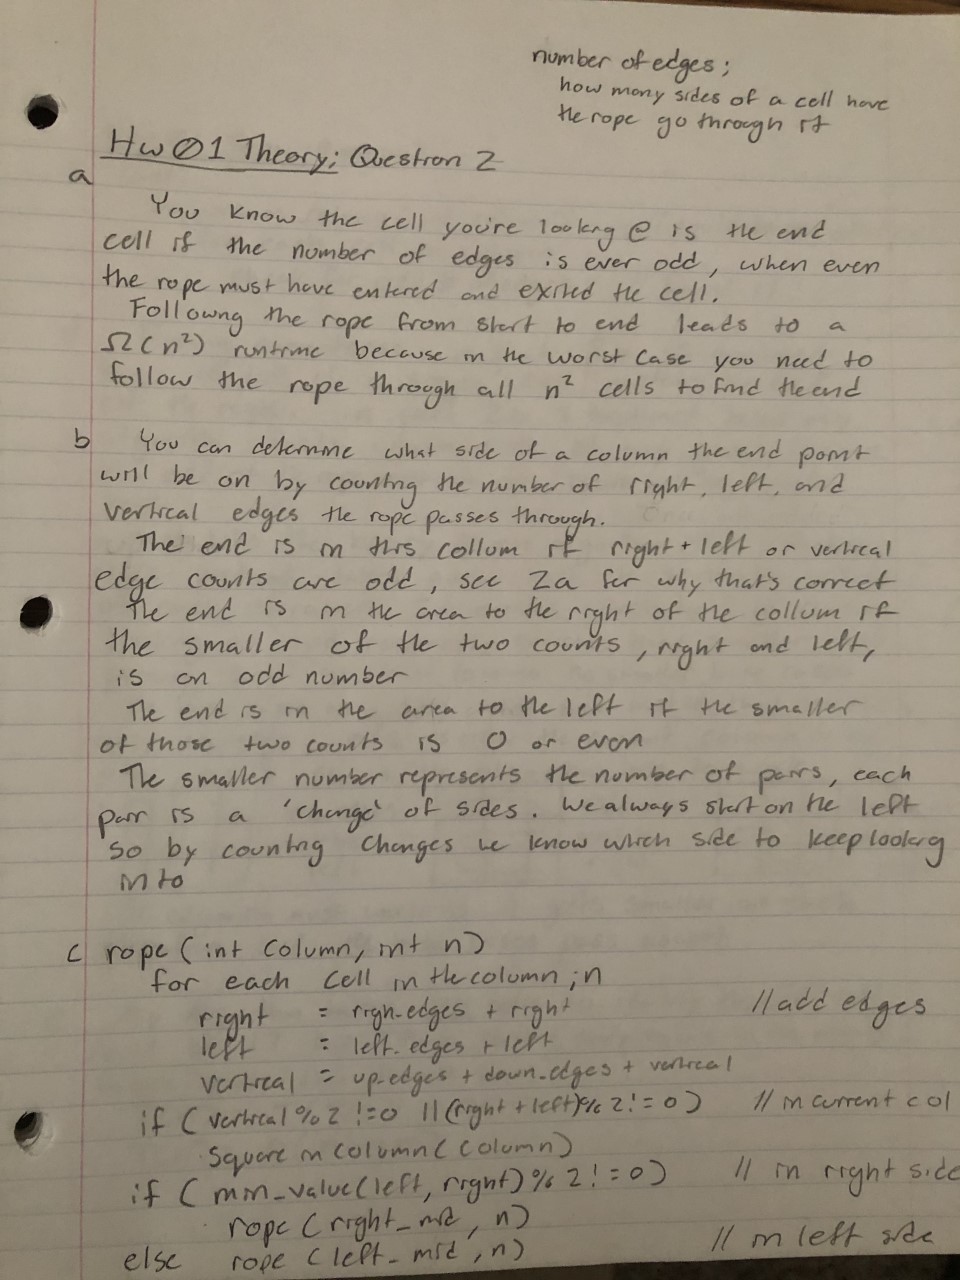 number of edges;
how many sides of a cell have
the rope go through it
Hw Ø1 Theory; Question 2
a
You know the cell you're looking @ is the end
cell if the number of edges is ever odd, when even
the rope must have entered and exited the cell.
Following the rope from start to end leads to a
Ω(n²) runtime because in the worst case you need to
follow the rope through all n² cells to find the end
b You can determine what side of a column the end point
will be on by counting the number of right, left, and
vertical edges the rope passes through.
The end is in this collum if right + left or vertical
edge counts are odd, see 2a for why that's correct
The end is in the area to the right of the collum if
the smaller of the two counts, right and left,
is an odd number
The end is in the area to the left if the smaller
of those two counts is 0 or even
The smaller number represents the number of pairs, each
pair is a 'change' of sides. We always start on the left
so by counting changes we know which side to keep looking
in to
c rope (int column, int n)
for each cell in the column; n
right = righ-edges + right //add edges
left = left-edges + left
vertical = up-edges + down-edges + vertical
if (vertical % 2 != 0 || (right + left) % 2 != 0) // in current col
square in column (column)
if (min_value(left, right) % 2 != 0) // in right side
rope (right_mid, n)
else rope (left_mid, n) // in left side